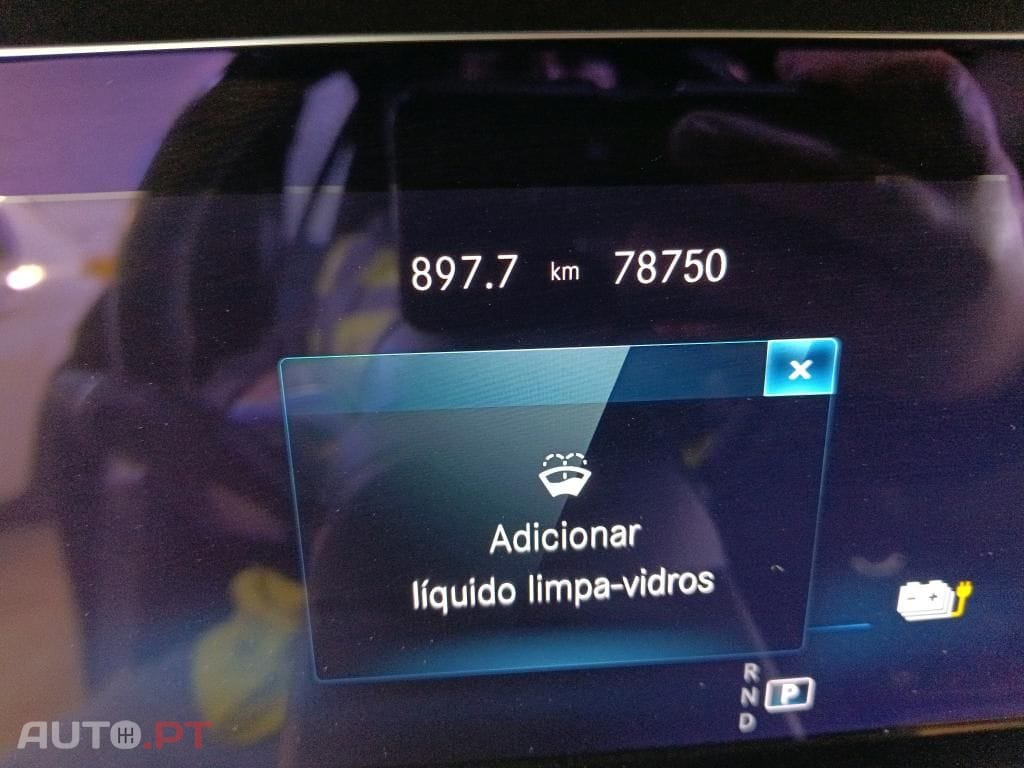 897.7 km 78750
Adicionar
líquido limpa-vidros
R
N P
D
AUTO.PT